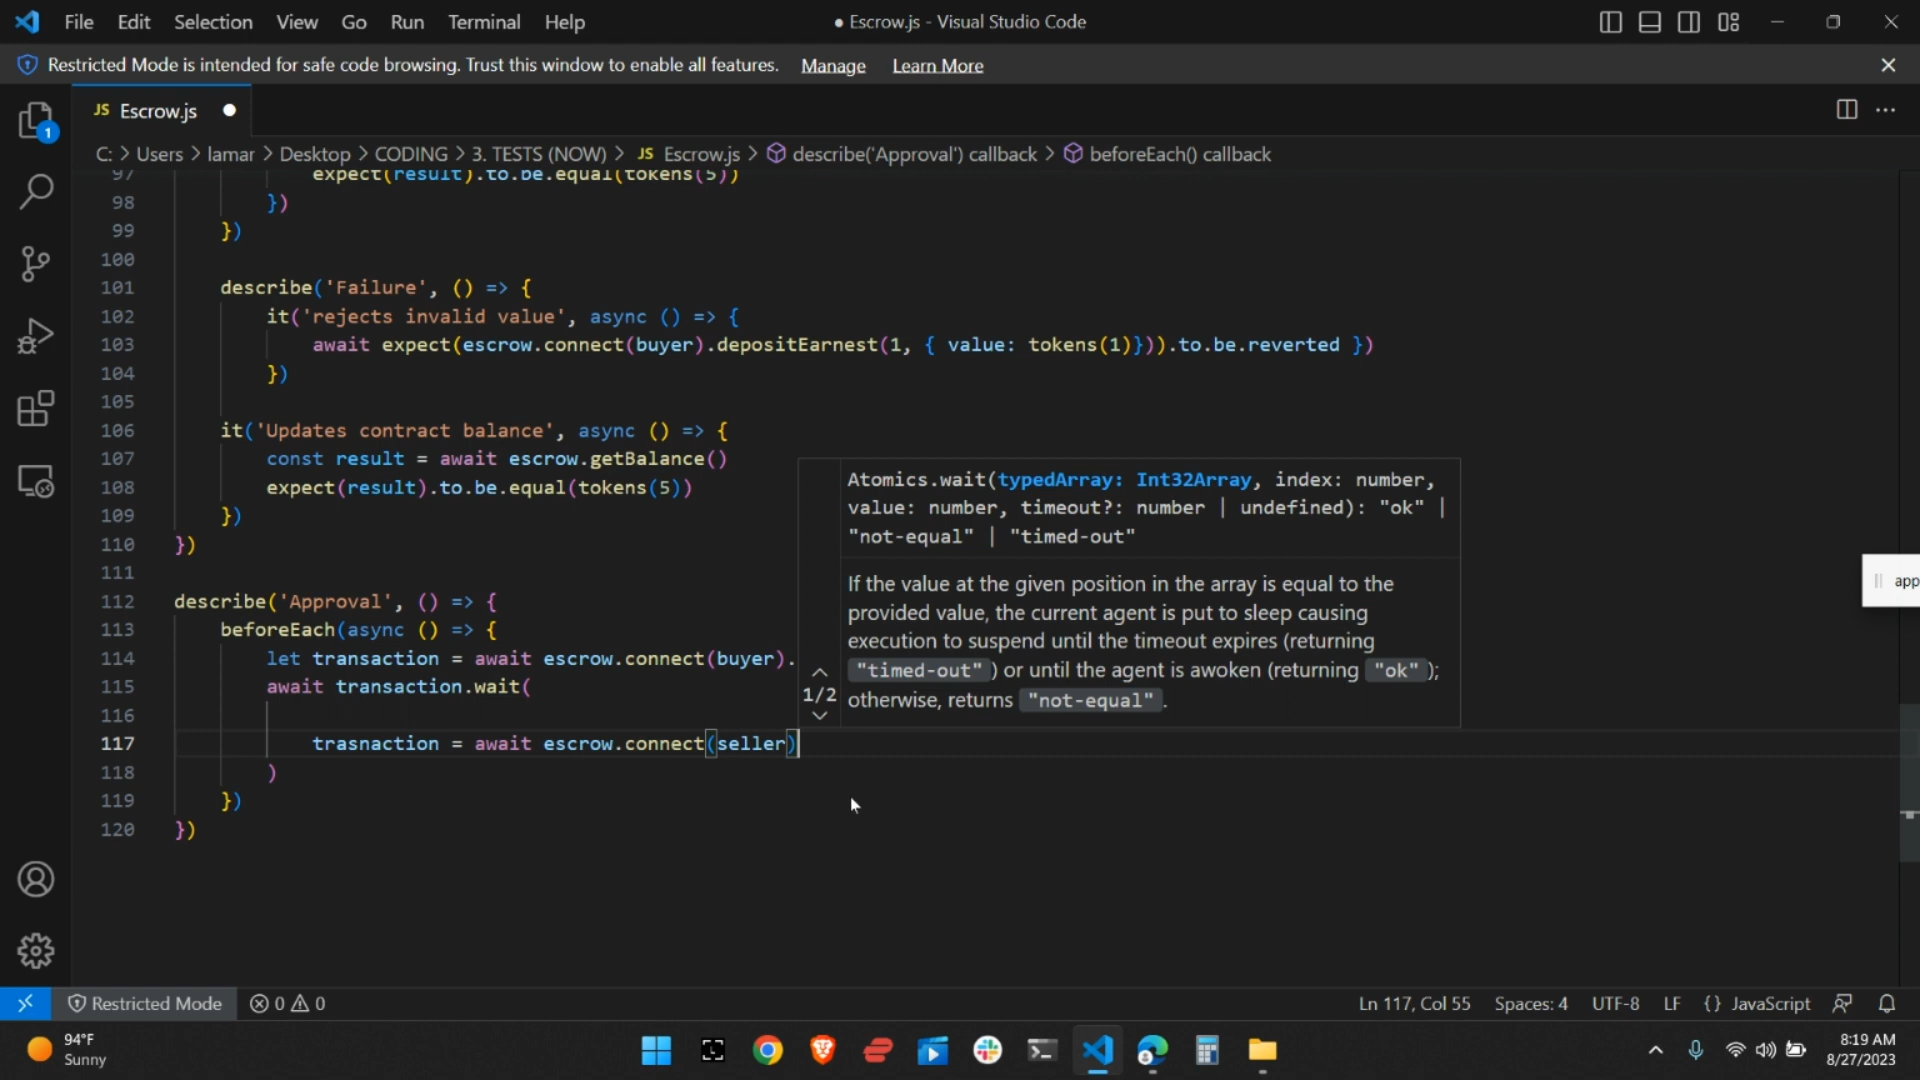 File Edit Selection View Go Run Terminal Help
● Escrow.js - Visual Studio Code
Restricted Mode is intended for safe code browsing. Trust this window to enable all features. Manage Learn More
JS Escrow.js
1
C: > Users > lamar > Desktop > CODING > 3. TESTS (NOW) > JS Escrow.js > describe('Approval') callback > beforeEach() callback
97 expect(result).to.be.equal(tokens(5))
98 })
99 })
100
101 describe('Failure', () => {
102 it('rejects invalid value', async () => {
103 await expect(escrow.connect(buyer).depositEarnest(1, { value: tokens(1)})).to.be.reverted })
104 })
105
106 it('Updates contract balance', async () => {
107 const result = await escrow.getBalance()
108 expect(result).to.be.equal(tokens(5))
109 })
110 })
111
112 describe('Approval', () => {
113 beforeEach(async () => {
114 let transaction = await escrow.connect(buyer).
115 await transaction.wait(
116
117 trasnaction = await escrow.connect(seller)
118 )
119 })
120 })
Atomics.wait(typedArray: Int32Array, index: number,
value: number, timeout?: number | undefined): "ok" |
"not-equal" | "timed-out"
If the value at the given position in the array is equal to the
provided value, the current agent is put to sleep causing
execution to suspend until the timeout expires (returning
"timed-out") or until the agent is awoken (returning "ok");
1/2 otherwise, returns "not-equal".
app
Restricted Mode 0 0 Ln 117, Col 55 Spaces: 4 UTF-8 LF {} JavaScript
94°F
Sunny
8:19 AM
8/27/2023